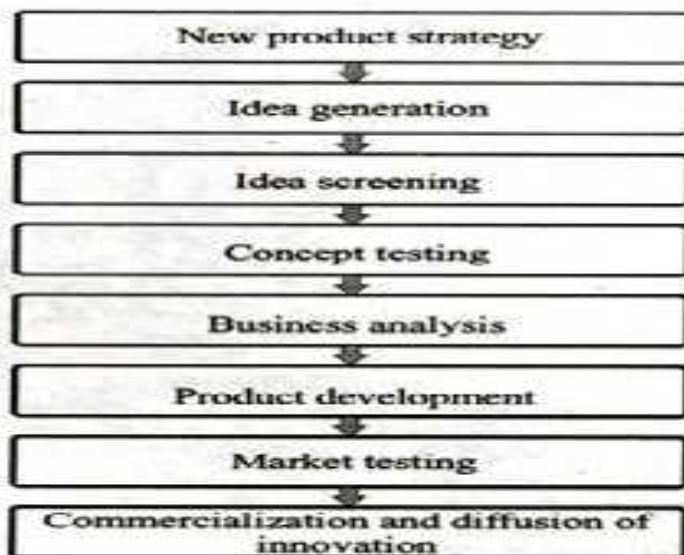 New product strategy
Idea generation
Idea screening
Concept testing
Business analysis
Product development
Market testing
Commercialization and diffusion of
innovation